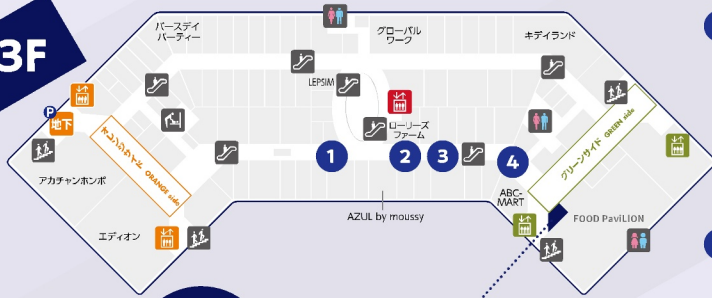 3F
バースデイ
パーティー
グローバル
ワーク
キデイランド
LEPSIM
P
地下
ローリーズ
ファーム
オレンジサイド ORANGE side
グリーンサイド GREEN side
1
2
3
4
アカチャンホンポ
ABC-
MART
AZUL by moussy
FOOD PaviLION
エディオン